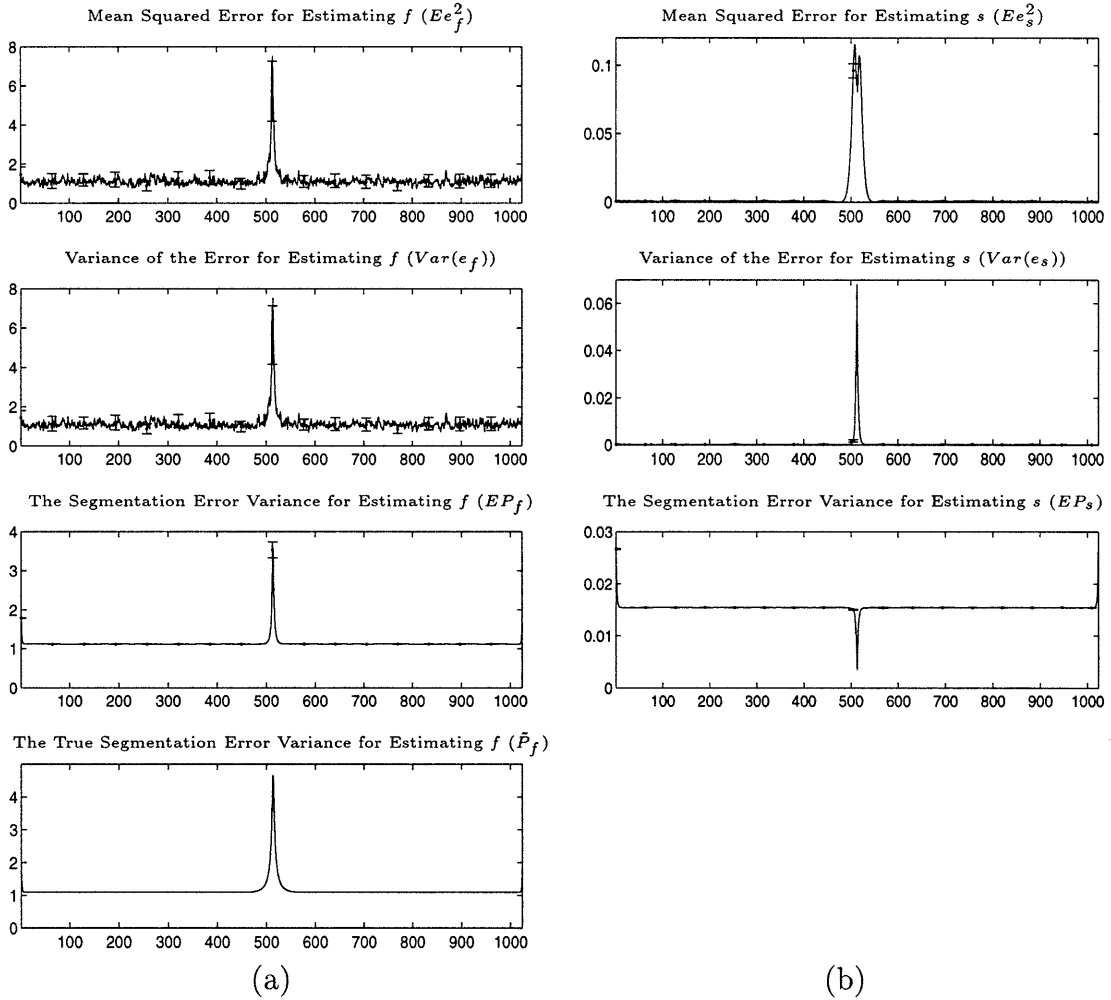 Mean Squared Error for Estimating f (Ee_f^2)
8
6
4
2
0
100 200 300 400 500 600 700 800 900 1000
Variance of the Error for Estimating f (Var(e_f))
8
6
4
2
0
100 200 300 400 500 600 700 800 900 1000
The Segmentation Error Variance for Estimating f (EP_f)
4
3
2
1
0
100 200 300 400 500 600 700 800 900 1000
The True Segmentation Error Variance for Estimating f (P̃_f)
4
3
2
1
0
100 200 300 400 500 600 700 800 900 1000
(a)
Mean Squared Error for Estimating s (Ee_s^2)
0.1
0.05
0
100 200 300 400 500 600 700 800 900 1000
Variance of the Error for Estimating s (Var(e_s))
0.06
0.04
0.02
0
100 200 300 400 500 600 700 800 900 1000
The Segmentation Error Variance for Estimating s (EP_s)
0.03
0.02
0.01
0
100 200 300 400 500 600 700 800 900 1000
(b)